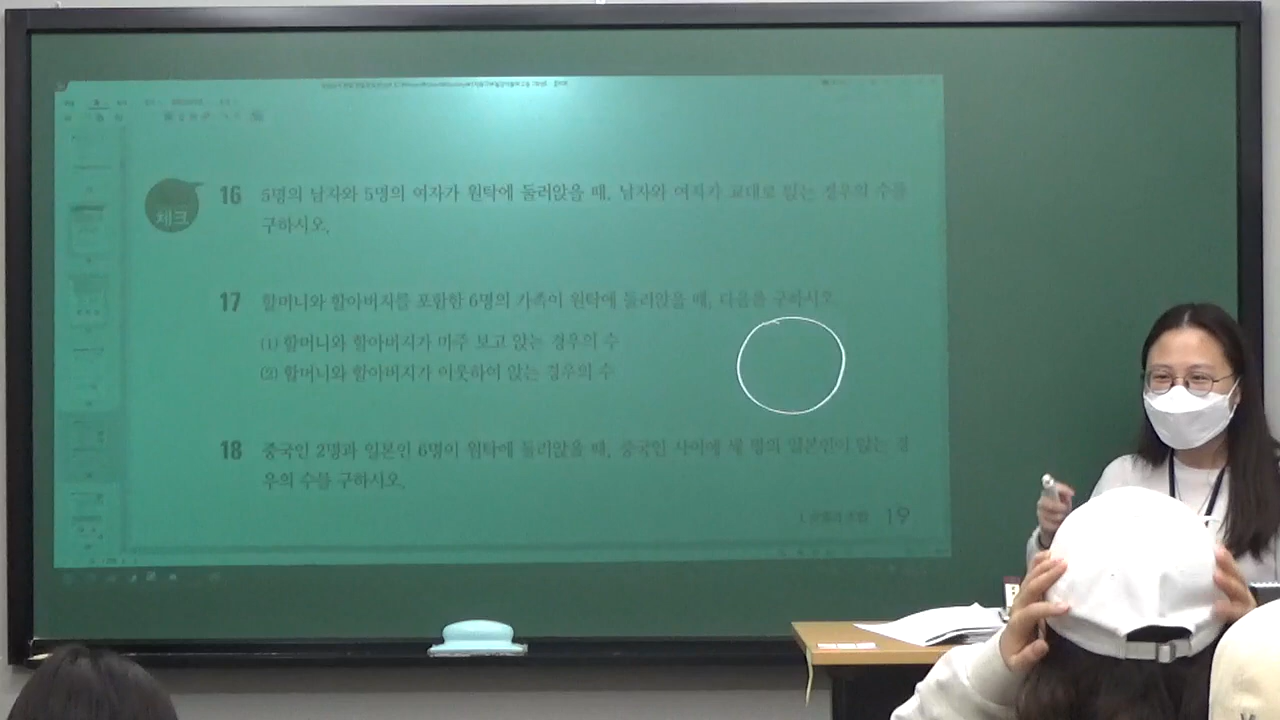 체크
16 5명의 남자와 5명의 여자가 원탁에 둘러앉을 때, 남자와 여자가 교대로 앉는 경우의 수를
구하시오.
17 할머니와 할아버지를 포함한 6명의 가족이 원탁에 둘러앉을 때, 다음을 구하시오.
(1) 할머니와 할아버지가 마주 보고 앉는 경우의 수
(2) 할머니와 할아버지가 이웃하여 앉는 경우의 수
18 중국인 2명과 일본인 6명이 원탁에 둘러앉을 때, 중국인 사이에 세 명의 일본인이 앉는 경
우의 수를 구하시오.
19